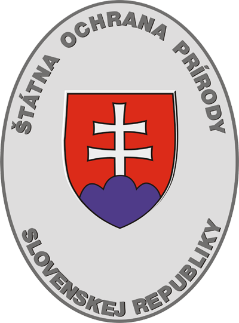 ŠTÁTNA OCHRANA PRÍRODY
SLOVENSKEJ REPUBLIKY